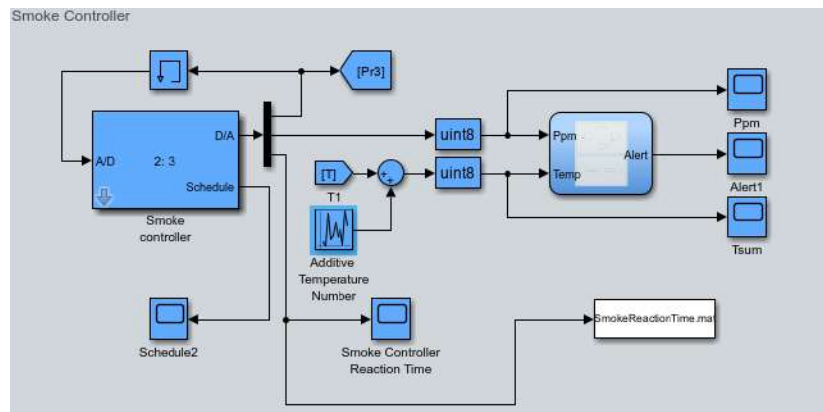 Smoke Controller
[Pr3]
D/A
A/D
2: 3
Schedule
Smoke
controller
uint8
uint8
[T]
T1
+
+
Additive
Temperature
Number
Ppm
Temp
Alert
Ppm
Alert1
Tsum
Schedule2
Smoke Controller
Reaction Time
SmokeReactionTime.mat